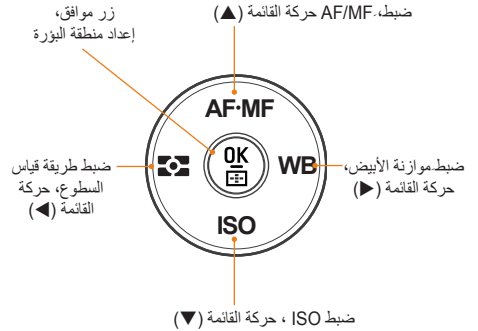 زر موافق،
إعداد منطقة البؤرة
ضبط، AF/MF حركة القائمة (▲)
AF·MF
ضبط طريقة قياس
السطوع، حركة
القائمة (◀)
OK
WB
ضبط موازنة الأبيض،
حركة القائمة (▶)
ISO
ضبط ISO ، حركة القائمة (▼)